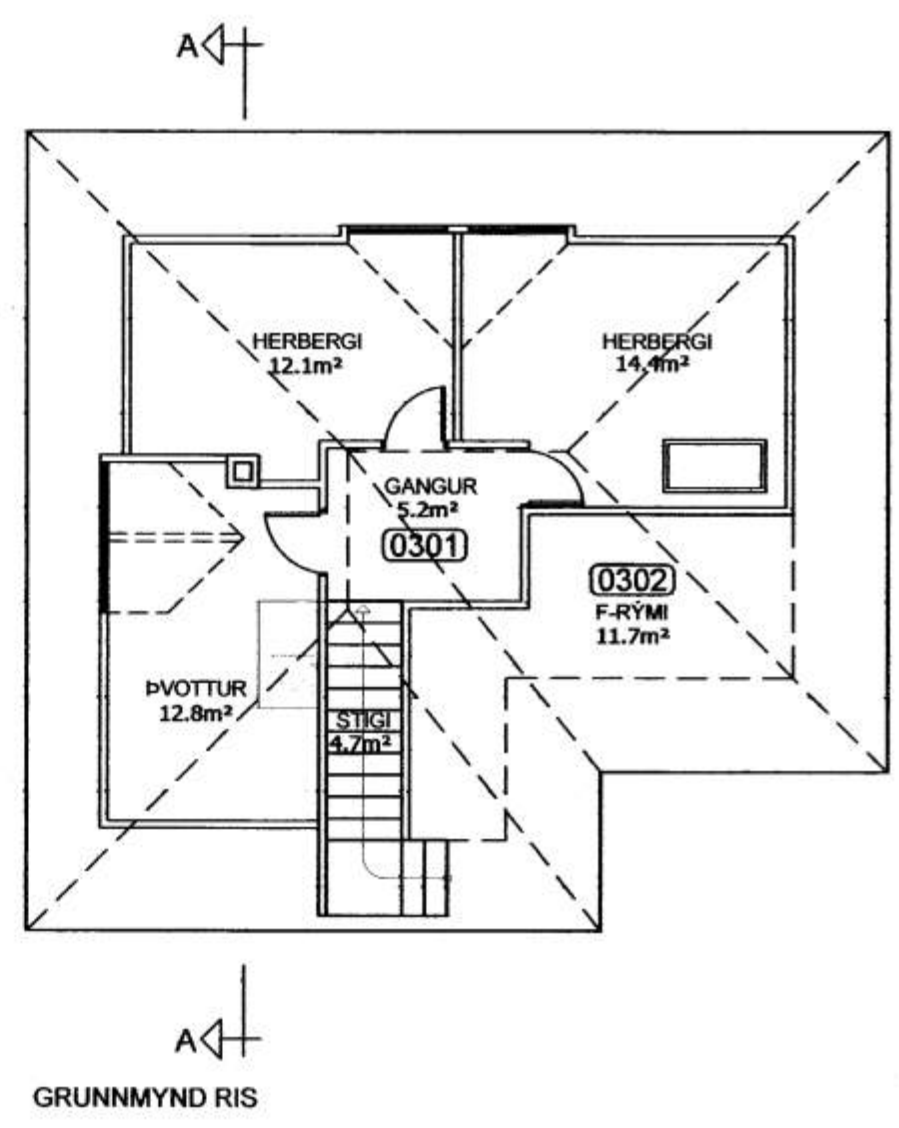 A
HERBERGI
12.1m²
HERBERGI
14.4m²
GANGUR
5.2m²
0301
0302
F-RÝMI
11.7m²
ÞVOTTUR
12.8m²
STIGI
4.7m²
A
GRUNNMYND RIS